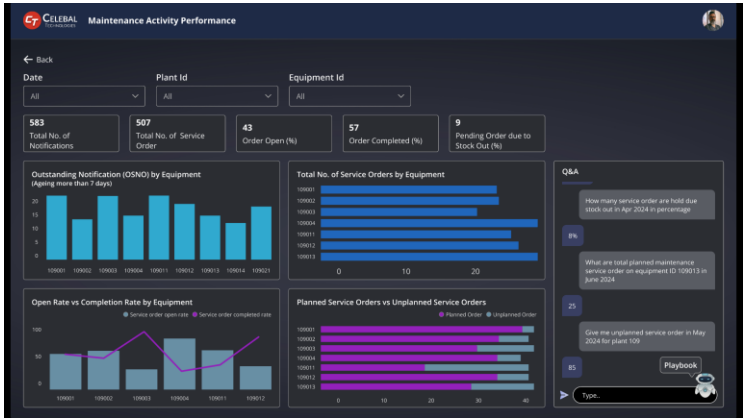 CT CELEBAL TECHNOLOGIES
Maintenance Activity Performance
← Back
Date
Plant Id
Equipment Id
All
All
All
583
Total No. of
Notifications
507
Total No. of Service
Order
43
Order Open (%)
57
Order Completed (%)
9
Pending Order due to
Stock Out (%)
Outstanding Notification (OSNO) by Equipment
(Ageing more than 7 days)
20
15
10
5
0
109001 109002 109003 109004 109011 109012 109013 109014 109021
Total No. of Service Orders by Equipment
109001
109002
109003
109004
109011
109012
109013
0 10 20
Open Rate vs Completion Rate by Equipment
Service order open rate Service order completed rate
100
50
0
109001 109002 109003 109004 109011 109012
Planned Service Orders vs Unplanned Service Orders
Planned Order Unplanned Order
109001
109002
109003
109004
109011
109012
109013
0 10 20 30 40
Q&A
How many service order are hold due
stock out in Apr 2024 in percentage
8%
What are total planned maintenance
service order on equipment ID 109013 in
June 2024
25
Give me unplanned service order in May
2024 for plant 109
85
Playbook
Type..